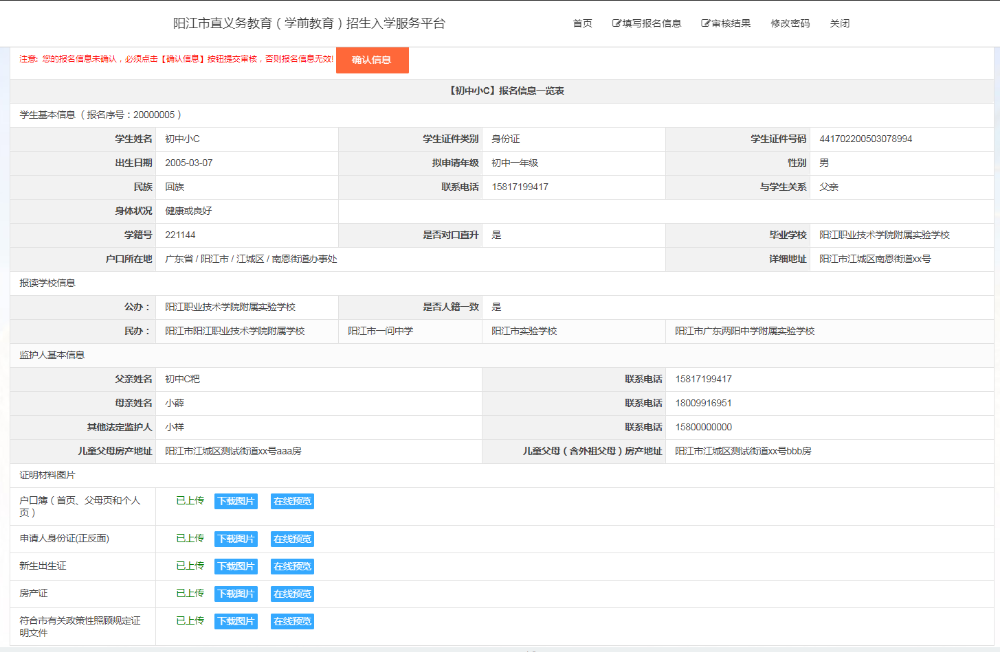 阳江市直义务教育（学前教育）招生入学服务平台 首页 填写报名信息 审核结果 修改密码 关闭
注意：您的报名信息未确认，必须点击【确认信息】按钮提交审核，否则报名信息无效! 确认信息
【初中小C】报名信息一览表
学生基本信息（报名序号：20000005）
学生姓名 初中小C 学生证件类别 身份证 学生证件号码 441702200503078994
出生日期 2005-03-07 拟申请年级 初中一年级 性别 男
民族 回族 联系电话 15817199417 与学生关系 父亲
身体状况 健康或良好
学籍号 221144 是否对口直升 是 毕业学校 阳江职业技术学院附属实验学校
户口所在地 广东省 / 阳江市 / 江城区 / 南恩街道办事处 详细地址 阳江市江城区南恩街道xx号
报读学校信息
公办： 阳江职业技术学院附属实验学校 是否人籍一致 是
民办： 阳江市阳江职业技术学院附属学校 阳江市一问中学 阳江市实验学校 阳江市广东两阳中学附属实验学校
监护人基本信息
父亲姓名 初中C粑 联系电话 15817199417
母亲姓名 小薛 联系电话 18009916951
其他法定监护人 小样 联系电话 15800000000
儿童父母房产地址 阳江市江城区测试街道xx号aaa房 儿童父母（含外祖父母）房产地址 阳江市江城区测试街道xx号bbb房
证明材料图片
户口簿（首页、父母页和个人页） 已上传 下载图片 在线预览
申请人身份证(正反面) 已上传 下载图片 在线预览
新生出生证 已上传 下载图片 在线预览
房产证 已上传 下载图片 在线预览
符合市有关政策性照顾规定证明文件 已上传 下载图片 在线预览